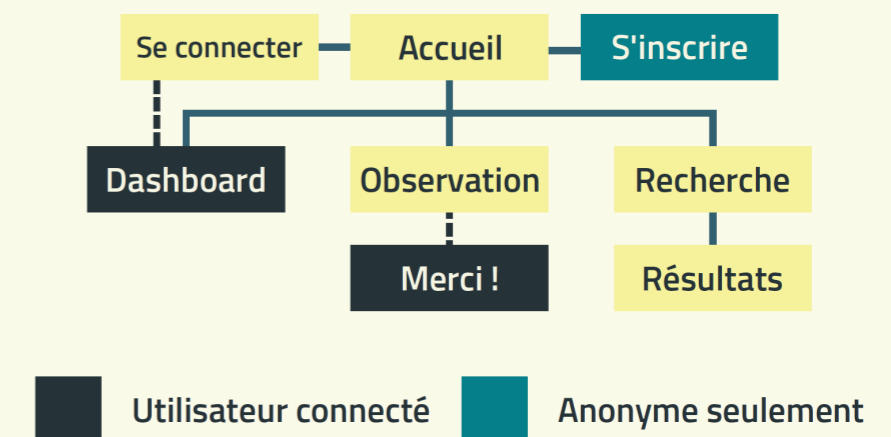 Se connecter
Accueil
S'inscrire
Dashboard
Observation
Recherche
Merci !
Résultats
Utilisateur connecté
Anonyme seulement